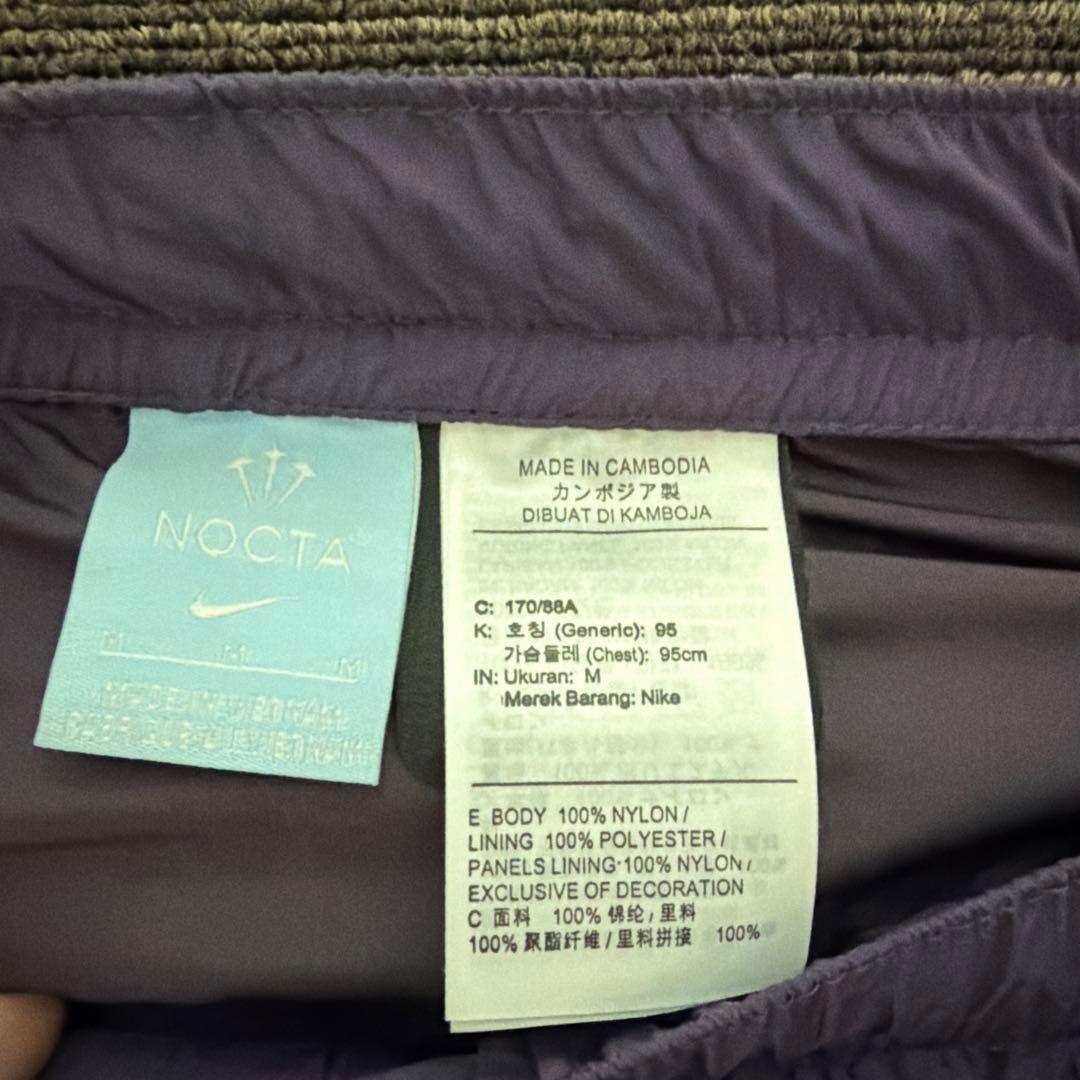 NOCTA
M M M
MADE IN CAMBODIA
カンボジア製
DIBUAT DI KAMBOJA
C: 170/88A
K: 호칭 (Generic): 95
가슴둘레 (Chest): 95cm
IN: Ukuran: M
Merek Barang: Nike
E BODY 100% NYLON /
LINING 100% POLYESTER /
PANELS LINING 100% NYLON /
EXCLUSIVE OF DECORATION
C 面料 100% 锦纶 / 里料
100% 聚酯纤维 / 里料拼接 100%